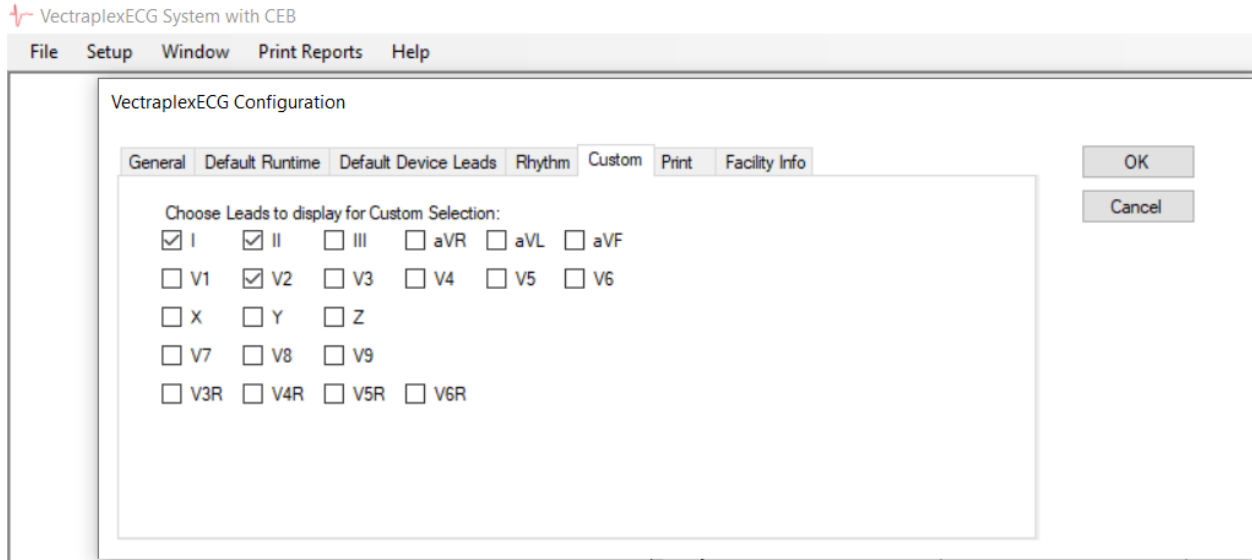 VectraplexECG System with CEB
File Setup Window Print Reports Help
VectraplexECG Configuration
General Default Runtime Default Device Leads Rhythm Custom Print Facility Info
OK
Cancel
Choose Leads to display for Custom Selection:
I II III aVR aVL aVF
V1 V2 V3 V4 V5 V6
X Y Z
V7 V8 V9
V3R V4R V5R V6R